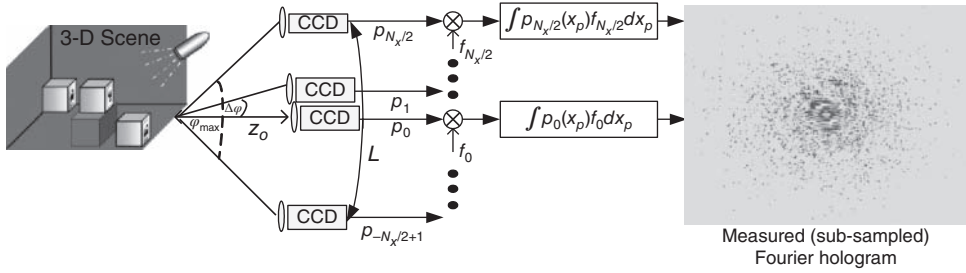 3-D Scene
φmax
Δφ
z_o
CCD
CCD
CCD
CCD
L
p_{N_x/2}
p_1
p_0
p_{-N_x/2+1}
f_{N_x/2}
f_0
∫p_{N_x/2}(x_p)f_{N_x/2}dx_p
∫p_0(x_p)f_0dx_p
Measured (sub-sampled)
Fourier hologram